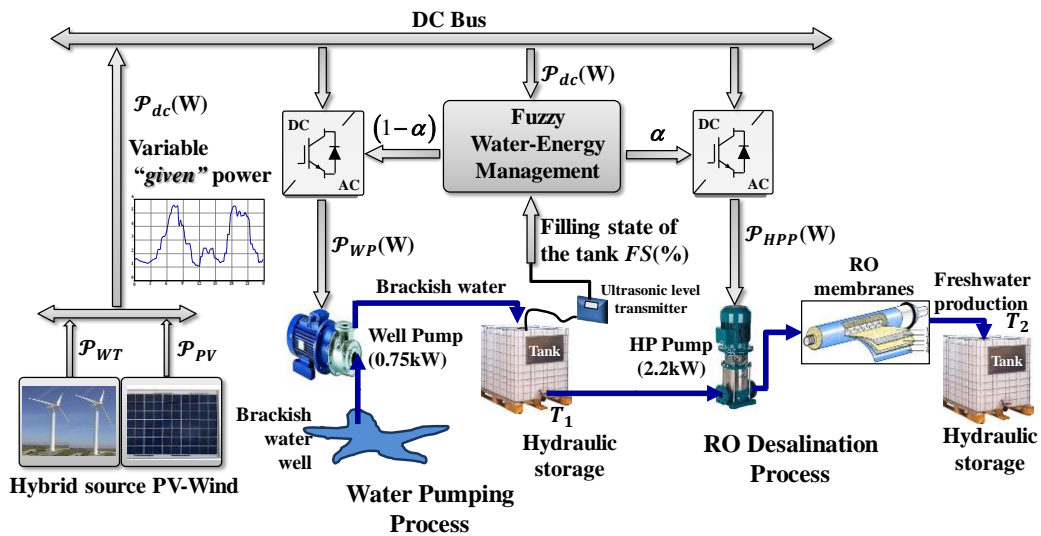 DC Bus
𝒫dc(W)
𝒫dc(W)
DC
AC
(1−α)
Fuzzy
Water-Energy
Management
α
DC
AC
Variable
“given” power
𝒫WP(W)
Filling state of
the tank FS(%)
𝒫HPP(W)
RO
membranes
Freshwater
production
T2
Brackish water
Ultrasonic level
transmitter
Well Pump
(0.75kW)
Tank
HP Pump
(2.2kW)
Tank
𝒫WT
𝒫PV
T1
Brackish
water
well
Hydraulic
storage
RO Desalination
Process
Hydraulic
storage
Hybrid source PV-Wind
Water Pumping
Process